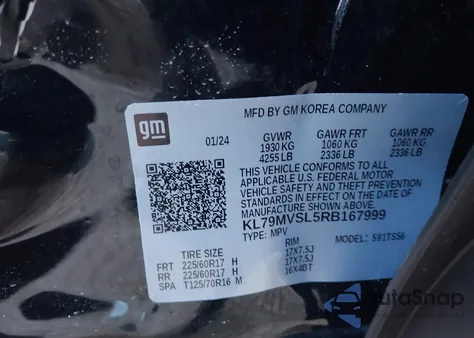 MFD BY GM KOREA COMPANY
gm
01/24 GVWR GAWR FRT GAWR RR
1930 KG 1060 KG 1060 KG
4255 LB 2336 LB 2336 LB
THIS VEHICLE CONFORMS TO ALL
APPLICABLE U.S. FEDERAL MOTOR
VEHICLE SAFETY AND THEFT PREVENTION
STANDARDS IN EFFECT ON THE DATE OF
MANUFACTURE SHOWN ABOVE.
KL79MVSL5RB167999
TYPE: MPV MODEL: 591TS56
TIRE SIZE RIM
FRT 225/60R17 H 17X7.5J
RR 225/60R17 H 17X7.5J
SPA T125/70R16 M 16X4BT
AutoSnap